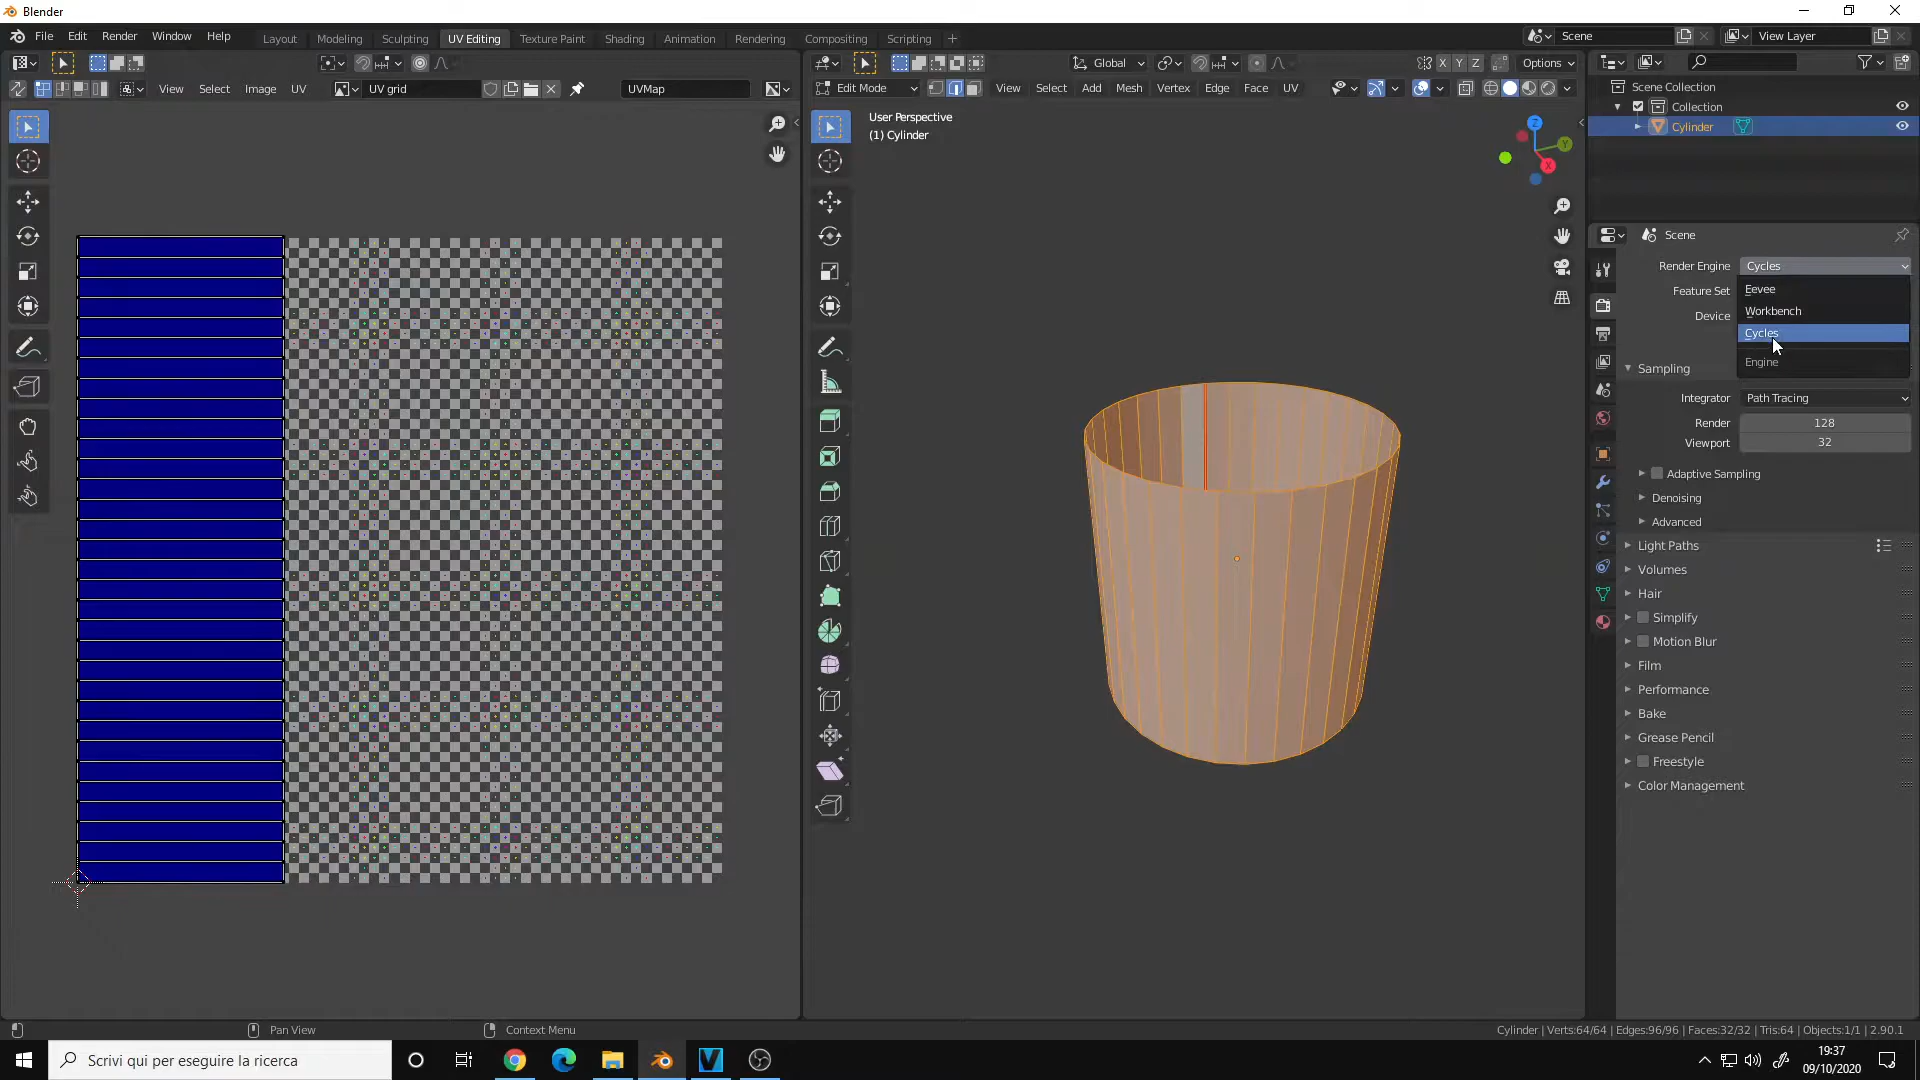 Blender
File Edit Render Window Help
Layout Modeling Sculpting UV Editing Texture Paint Shading Animation Rendering Compositing Scripting
Scene
View Layer
Global
X Y Z
Options
View Select Image UV
UV grid
UVMap
Edit Mode
View Select Add Mesh Vertex Edge Face UV
User Perspective
(1) Cylinder
Z
Y
X
Scene Collection
Collection
Cylinder
Scene
Render Engine Cycles
Feature Set
Device
Eevee
Workbench
Cycles
Engine
Sampling
Integrator Path Tracing
Render 128
Viewport 32
Adaptive Sampling
Denoising
Advanced
Light Paths
Volumes
Hair
Simplify
Motion Blur
Film
Performance
Bake
Grease Pencil
Freestyle
Color Management
Pan View
Context Menu
Cylinder | Verts:64/64 | Edges:96/96 | Faces:32/32 | Tris:64 | Objects:1/1 | 2.90.1
Scrivi qui per eseguire la ricerca
19:37
09/10/2020